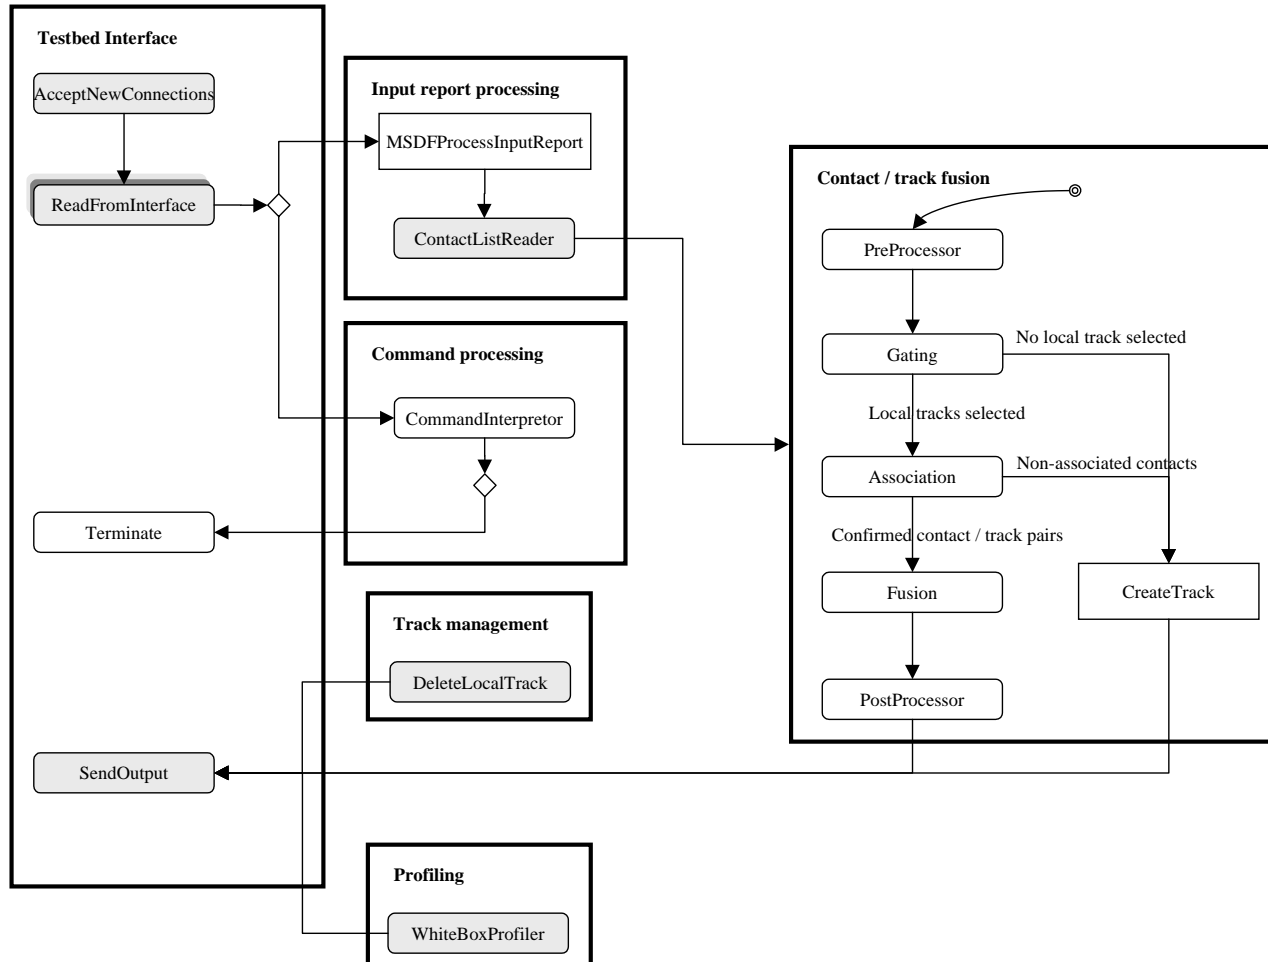 Testbed Interface
AcceptNewConnections
ReadFromInterface
Terminate
SendOutput
Input report processing
MSDFProcessInputReport
ContactListReader
Command processing
CommandInterpretor
Track management
DeleteLocalTrack
Profiling
WhiteBoxProfiler
Contact / track fusion
PreProcessor
Gating
No local track selected
Local tracks selected
Association
Non-associated contacts
Confirmed contact / track pairs
Fusion
CreateTrack
PostProcessor